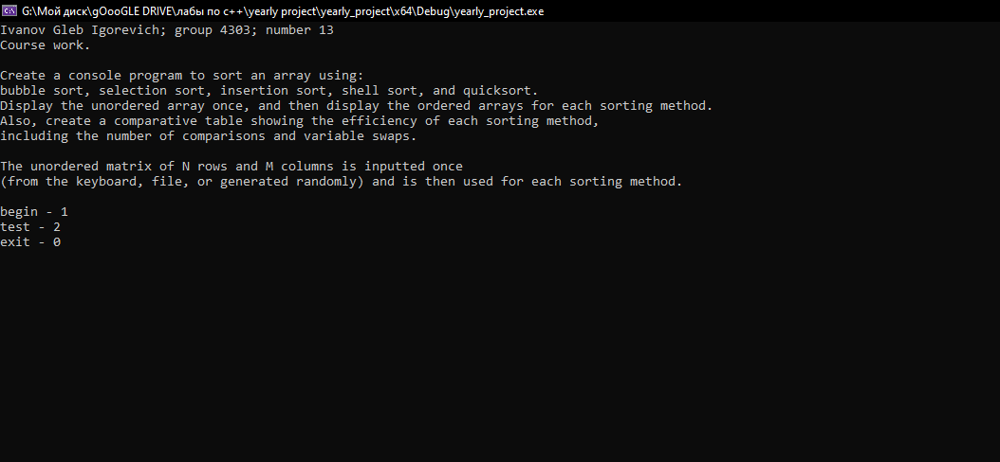 G:\Мой диск\gOooGLE DRIVE\лабы по c++\yearly project\yearly_project\x64\Debug\yearly_project.exe
Ivanov Gleb Igorevich; group 4303; number 13
Course work.
Create a console program to sort an array using:
bubble sort, selection sort, insertion sort, shell sort, and quicksort.
Display the unordered array once, and then display the ordered arrays for each sorting method.
Also, create a comparative table showing the efficiency of each sorting method,
including the number of comparisons and variable swaps.
The unordered matrix of N rows and M columns is inputted once
(from the keyboard, file, or generated randomly) and is then used for each sorting method.
begin - 1
test - 2
exit - 0